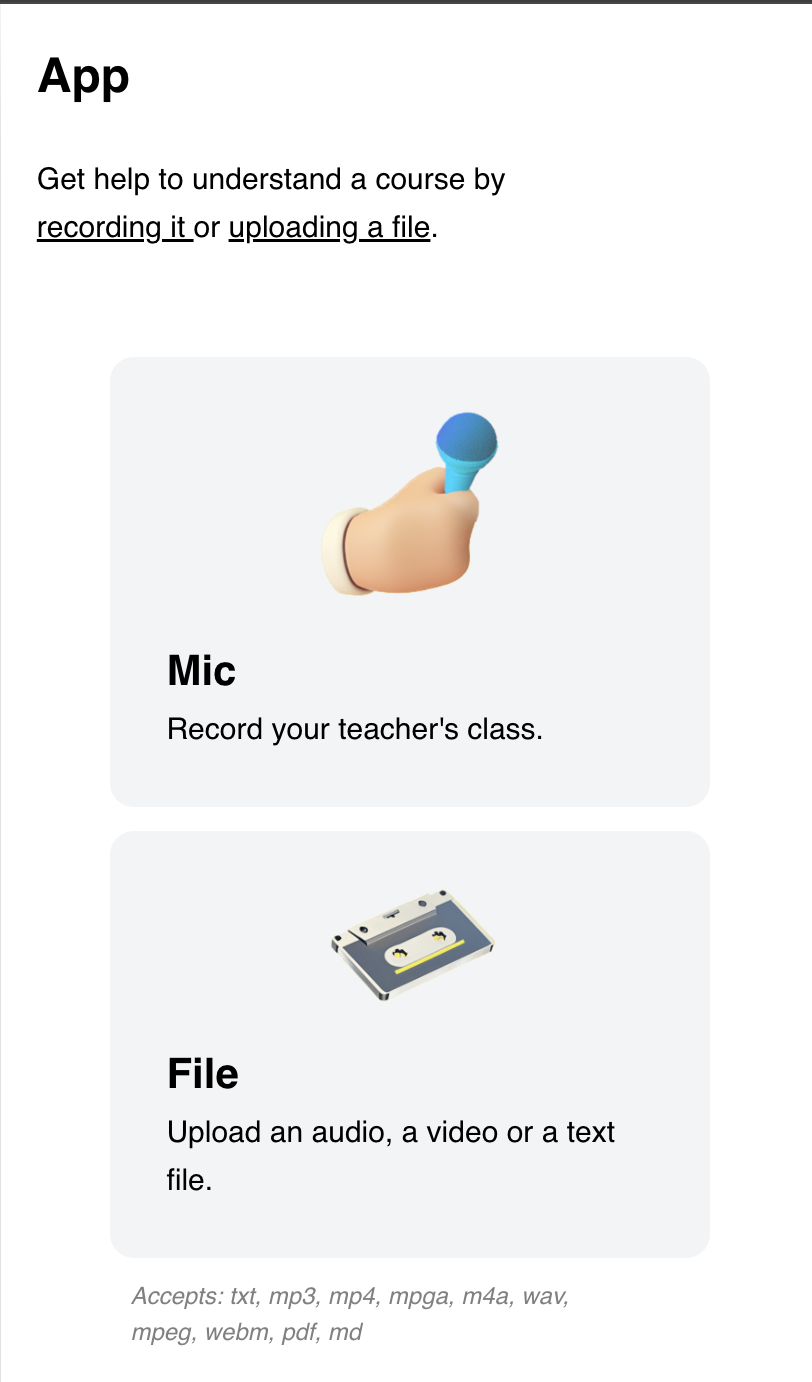 App
Get help to understand a course by
recording it or uploading a file.
Mic
Record your teacher's class.
File
Upload an audio, a video or a text
file.
Accepts: txt, mp3, mp4, mpga, m4a, wav,
mpeg, webm, pdf, md